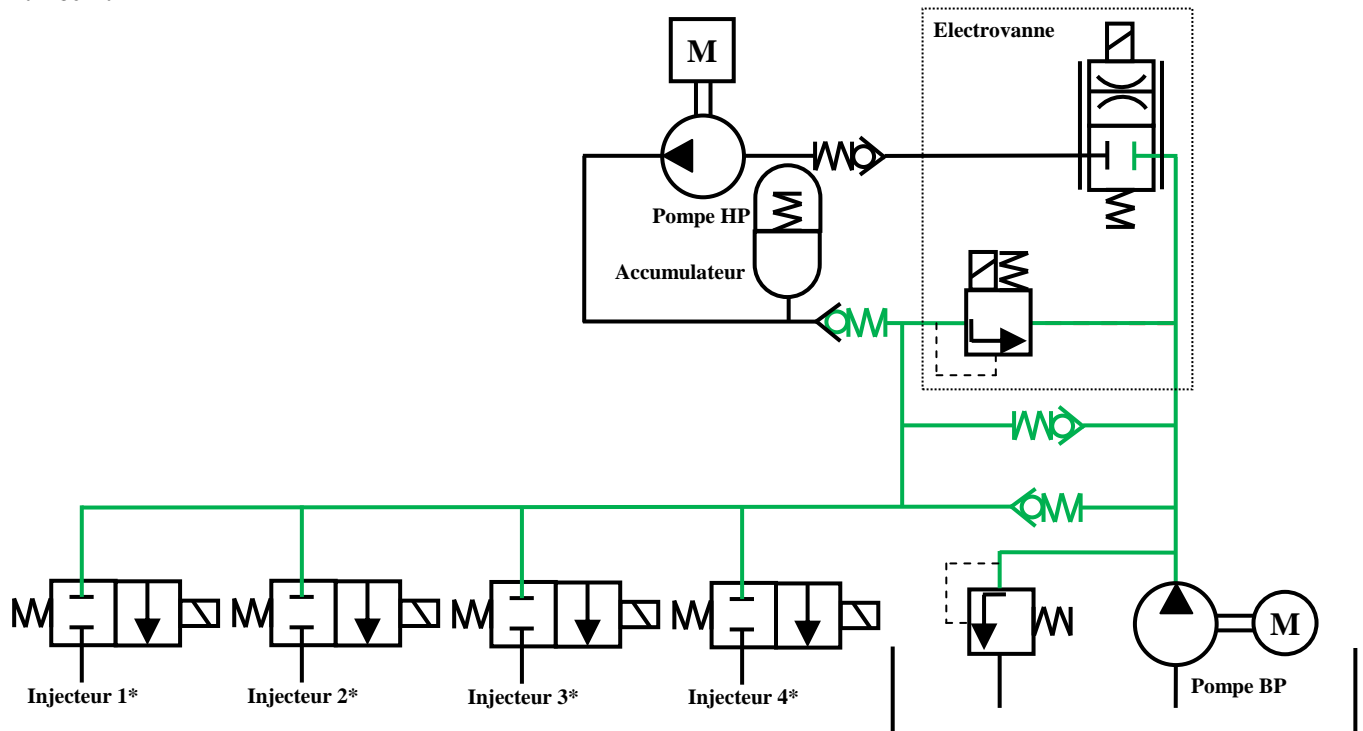 Electrovanne
M
Pompe HP
Accumulateur
M
Pompe BP
Injecteur 1*
Injecteur 2*
Injecteur 3*
Injecteur 4*